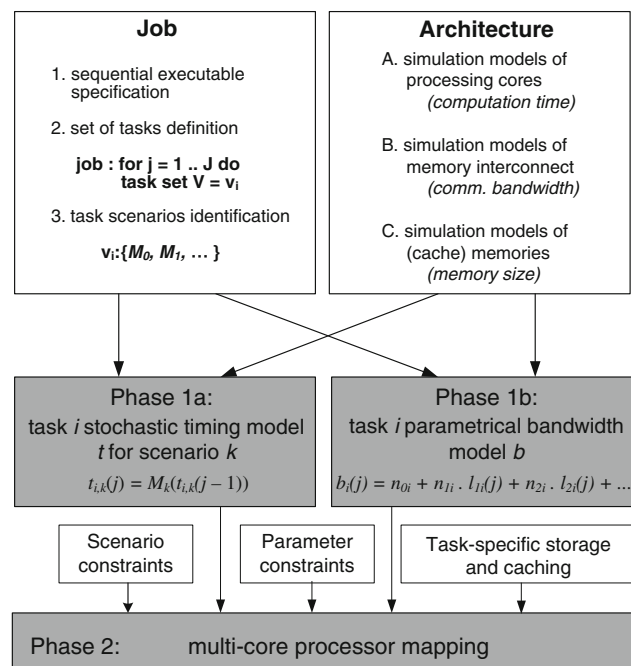 Job
1. sequential executable
specification
2. set of tasks definition
job : for j = 1 .. J do
task set V = vi
3. task scenarios identification
vi:{M0, M1, … }
Architecture
A. simulation models of
processing cores
(computation time)
B. simulation models of
memory interconnect
(comm. bandwidth)
C. simulation models of
(cache) memories
(memory size)
Phase 1a:
task i stochastic timing model
t for scenario k
ti,k(j) = Mk(ti,k(j – 1))
Phase 1b:
task i parametrical bandwidth
model b
bi(j) = n0i + n1i . l1i(j) + n2i . l2i(j) + ...
Scenario
constraints
Parameter
constraints
Task-specific storage
and caching
Phase 2: multi-core processor mapping